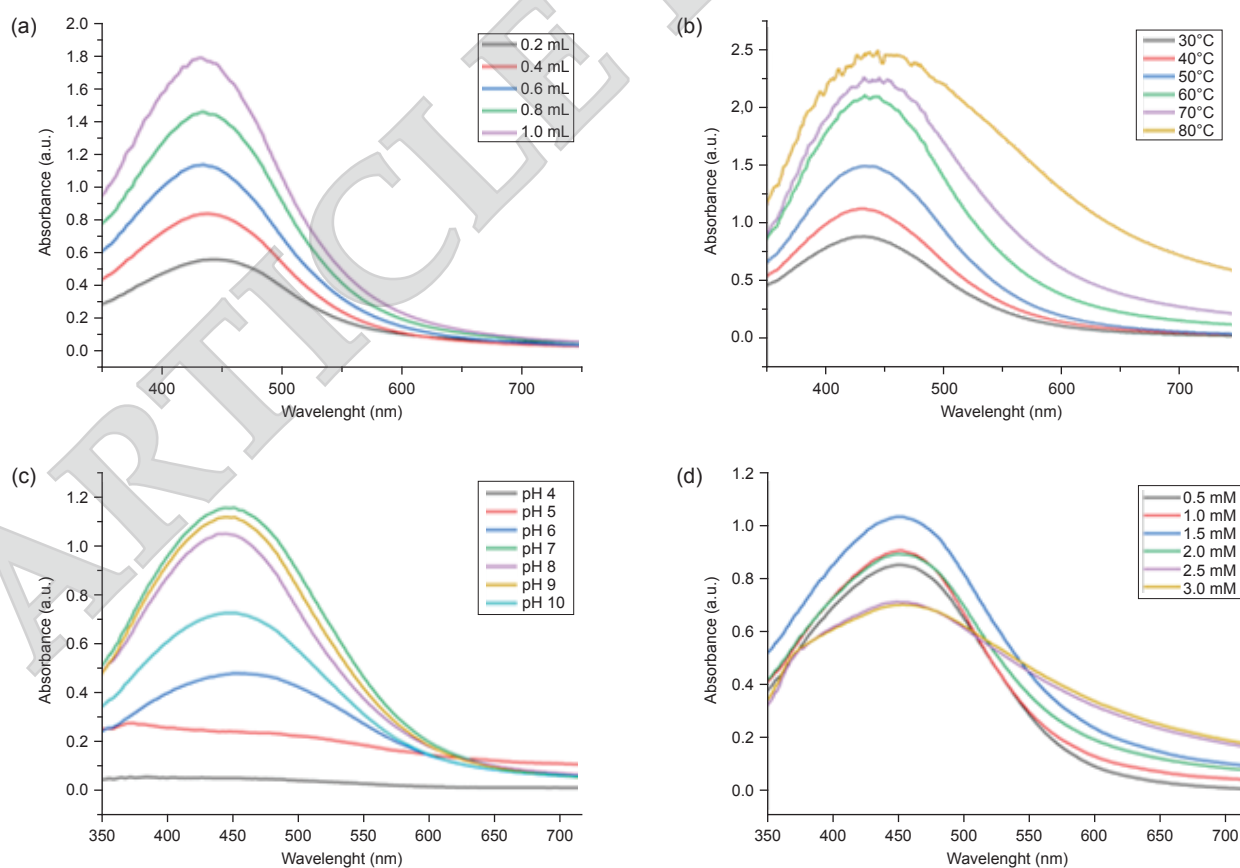 (a)
2.0
1.8
1.6
1.4
1.2
1.0
0.8
0.6
0.4
0.2
0.0
Absorbance (a.u.)
400 500 600 700
Wavelenght (nm)
0.2 mL
0.4 mL
0.6 mL
0.8 mL
1.0 mL
(b)
2.5
2.0
1.5
1.0
0.5
0.0
Absorbance (a.u.)
400 500 600 700
Wavelenght (nm)
30°C
40°C
50°C
60°C
70°C
80°C
(c)
1.2
1.0
0.8
0.6
0.4
0.2
0.0
Absorbance (a.u.)
350 400 450 500 550 600 650 700
Wavelenght (nm)
pH 4
pH 5
pH 6
pH 7
pH 8
pH 9
pH 10
(d)
1.2
1.0
0.8
0.6
0.4
0.2
0.0
Absorbance (a.u.)
350 400 450 500 550 600 650 700
Wavelenght (nm)
0.5 mM
1.0 mM
1.5 mM
2.0 mM
2.5 mM
3.0 mM
ARTICLE